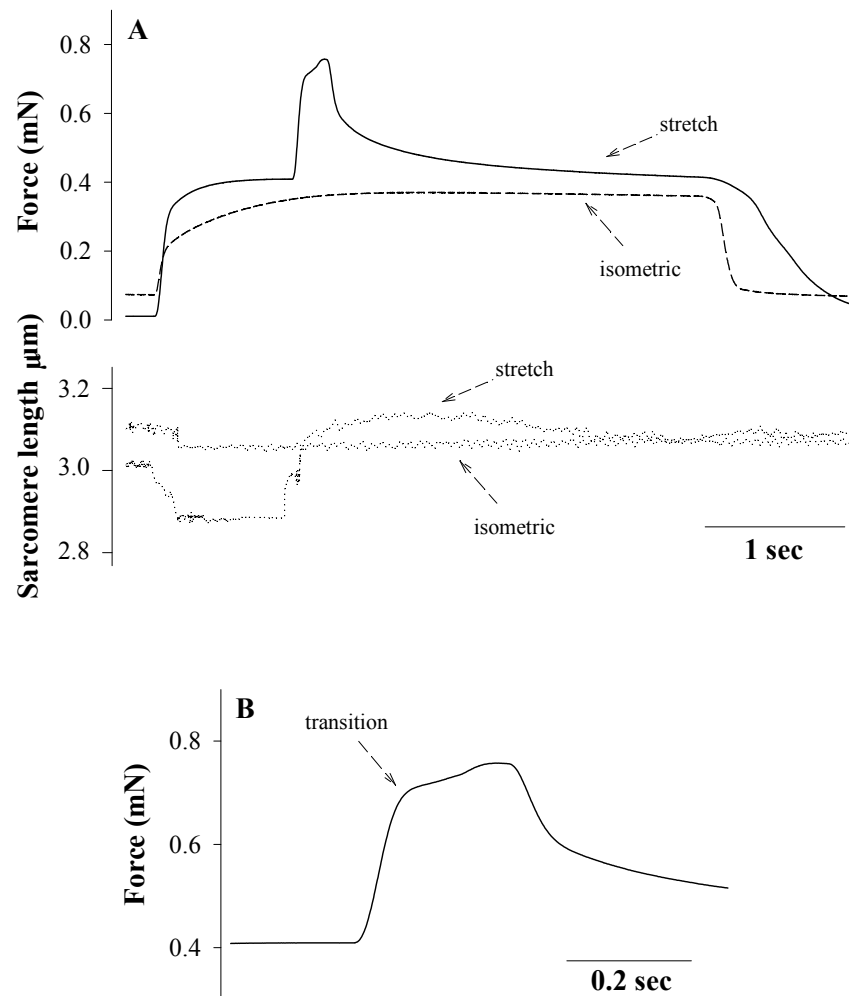 A
Force (mN)
0.8
0.6
0.4
0.2
0.0
stretch
isometric
Sarcomere length µm)
3.2
3.0
2.8
stretch
isometric
1 sec
B
Force (mN)
0.8
0.6
0.4
transition
0.2 sec